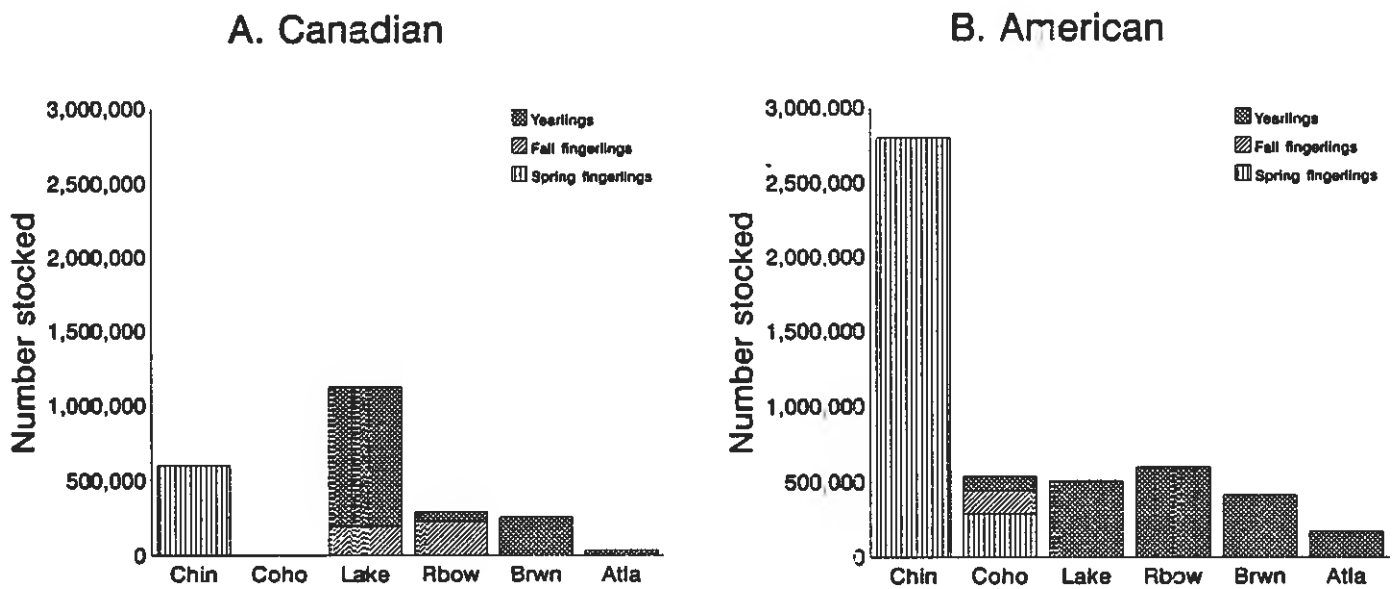 A. Canadian
3,000,000
2,500,000
2,000,000
1,500,000
1,000,000
500,000
0
Number stocked
Yearlings
Fall fingerlings
Spring fingerlings
Chin Coho Lake Rbow Brwn Atla
B. American
3,000,000
2,500,000
2,000,000
1,500,000
1,000,000
500,000
0
Number stocked
Yearlings
Fall fingerlings
Spring fingerlings
Chin Coho Lake Rbow Brwn Atla